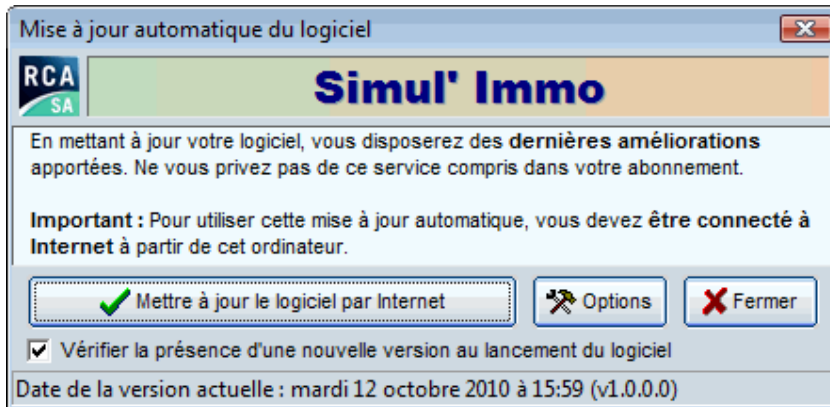 Mise à jour automatique du logiciel
RCA
SA
Simul' Immo
En mettant à jour votre logiciel, vous disposerez des dernières améliorations
apportées. Ne vous privez pas de ce service compris dans votre abonnement.
Important : Pour utiliser cette mise à jour automatique, vous devez être connecté à
Internet à partir de cet ordinateur.
Mettre à jour le logiciel par Internet
Options
Fermer
Vérifier la présence d'une nouvelle version au lancement du logiciel
Date de la version actuelle : mardi 12 octobre 2010 à 15:59 (v1.0.0.0)